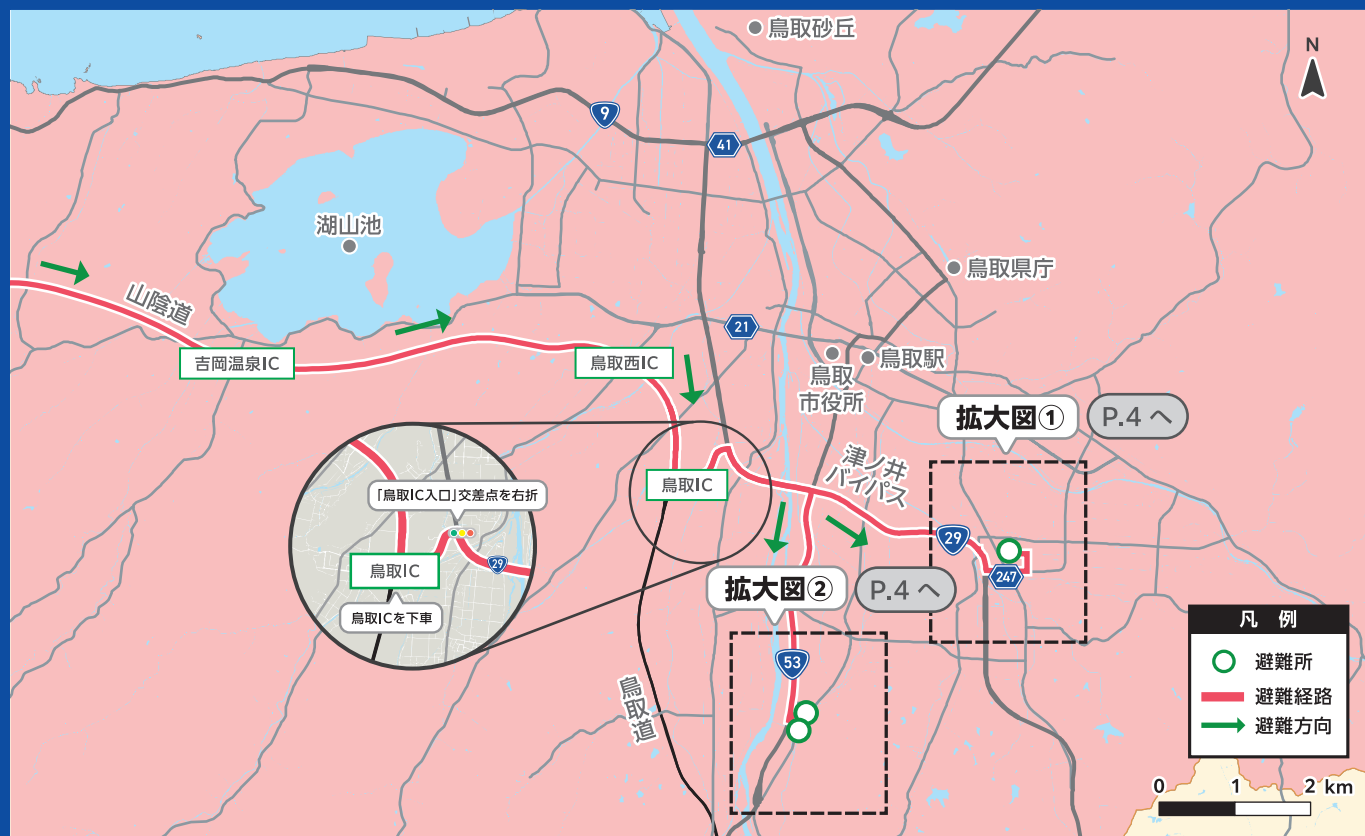 鳥取砂丘
N
9
41
湖山池
鳥取県庁
山陰道
21
吉岡温泉IC
鳥取西IC
鳥取駅
鳥取
市役所
拡大図①
P.4 へ
津ノ井
バイパス
鳥取IC
「鳥取IC入口」交差点を右折
29
鳥取IC
鳥取ICを下車
29
247
拡大図②
P.4 へ
53
鳥取道
凡 例
避難所
避難経路
避難方向
0 1 2 km